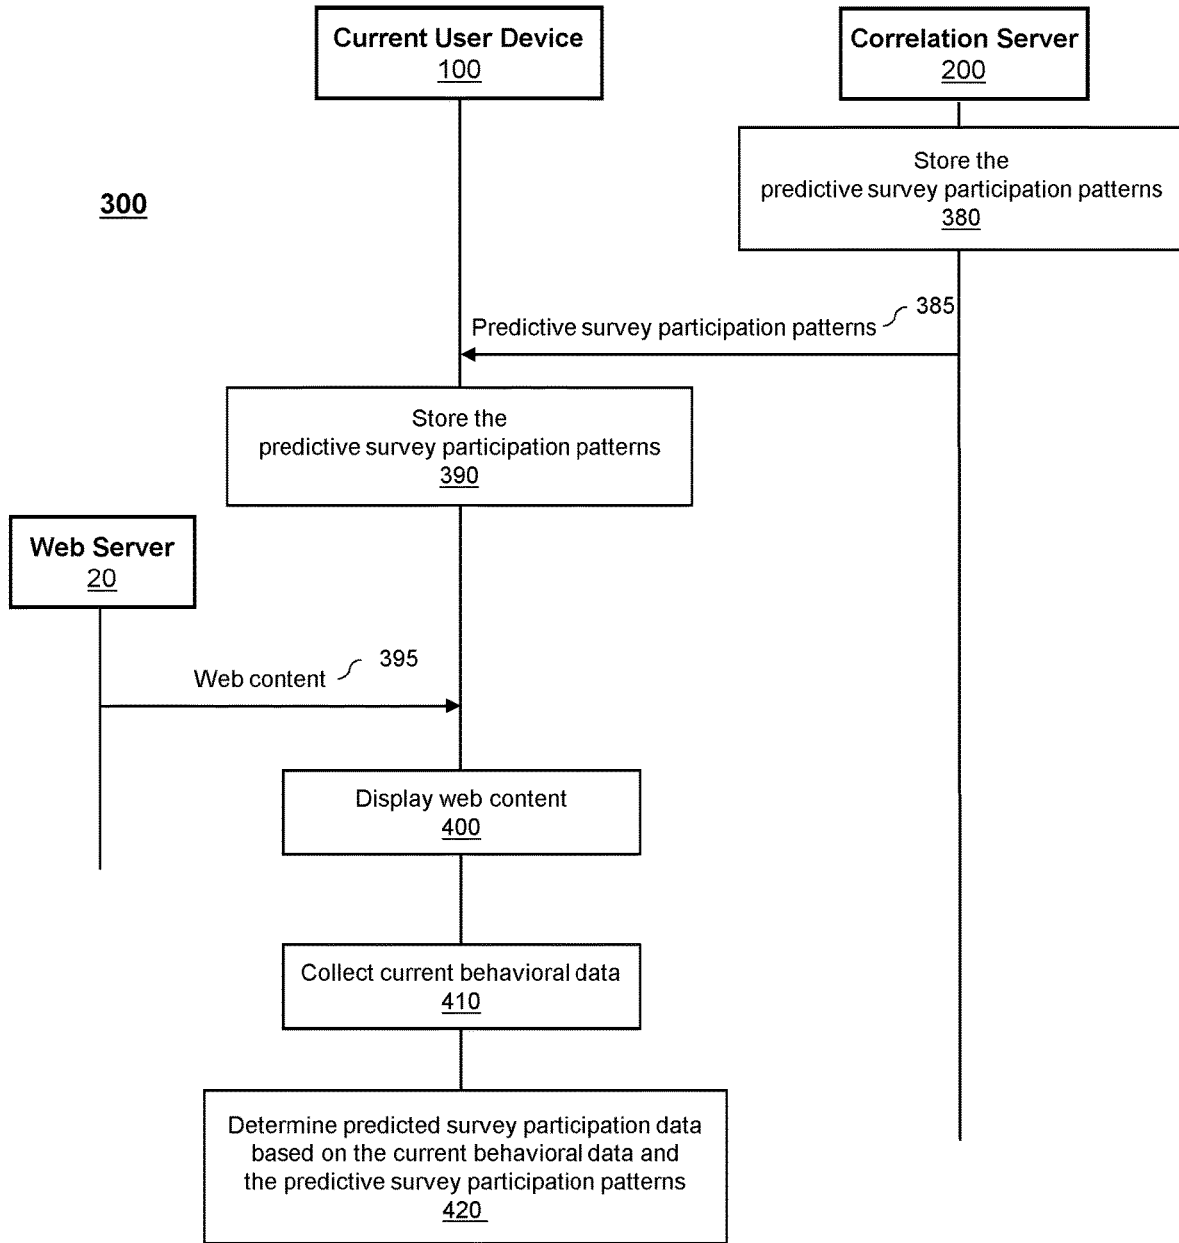 Current User Device
100
Correlation Server
200
Store the
predictive survey participation patterns
380
300
385
Predictive survey participation patterns
Store the
predictive survey participation patterns
390
Web Server
20
395
Web content
Display web content
400
Collect current behavioral data
410
Determine predicted survey participation data
based on the current behavioral data and
the predictive survey participation patterns
420